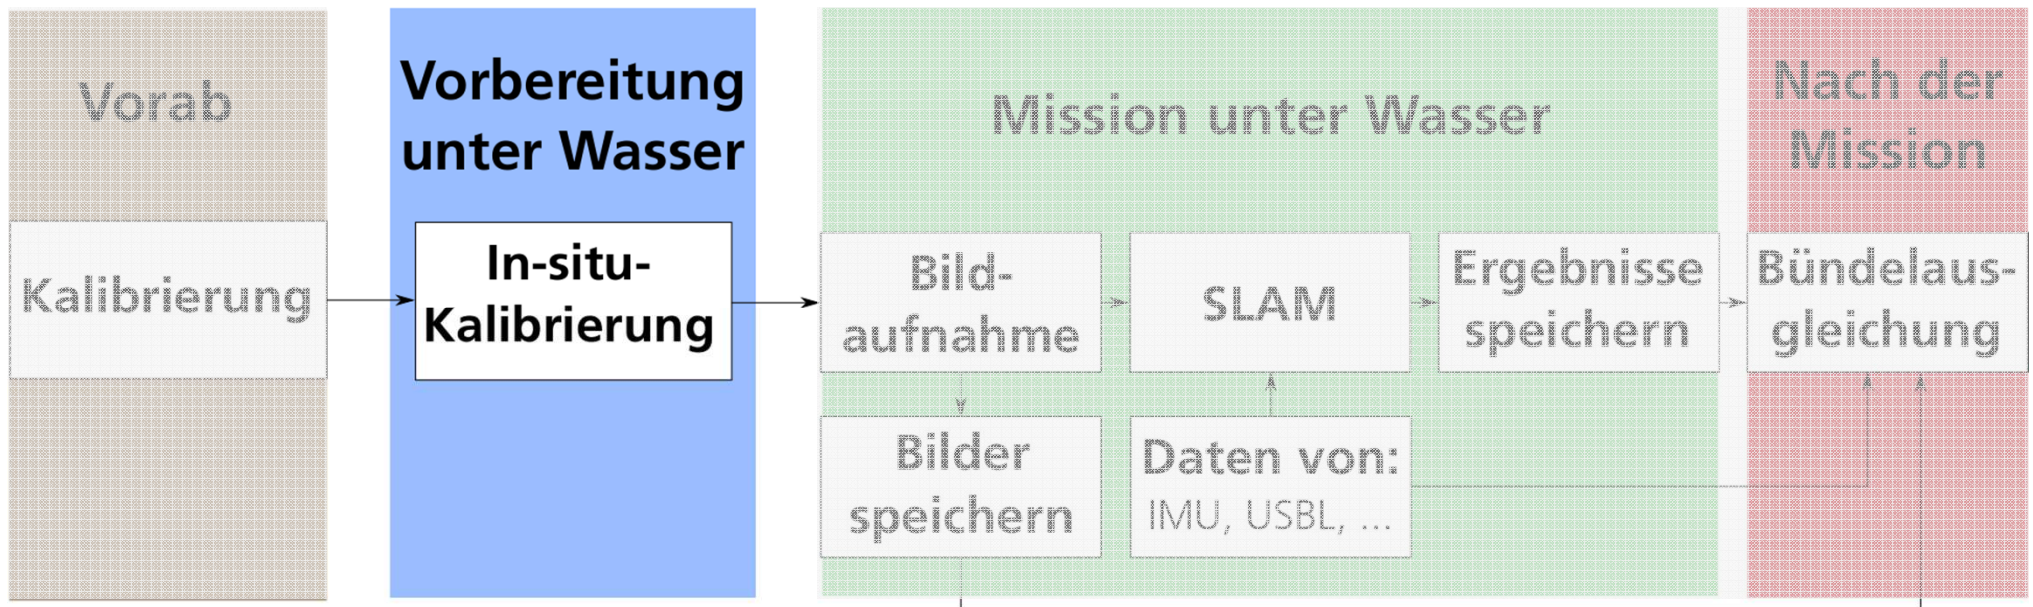 Vorab
Kalibrierung
Vorbereitung
unter Wasser
In-situ-
Kalibrierung
Mission unter Wasser
Bild-
aufnahme
SLAM
Ergebnisse
speichern
Bilder
speichern
Daten von:
IMU, USBL, ...
Nach der
Mission
Bündelaus-
gleichung